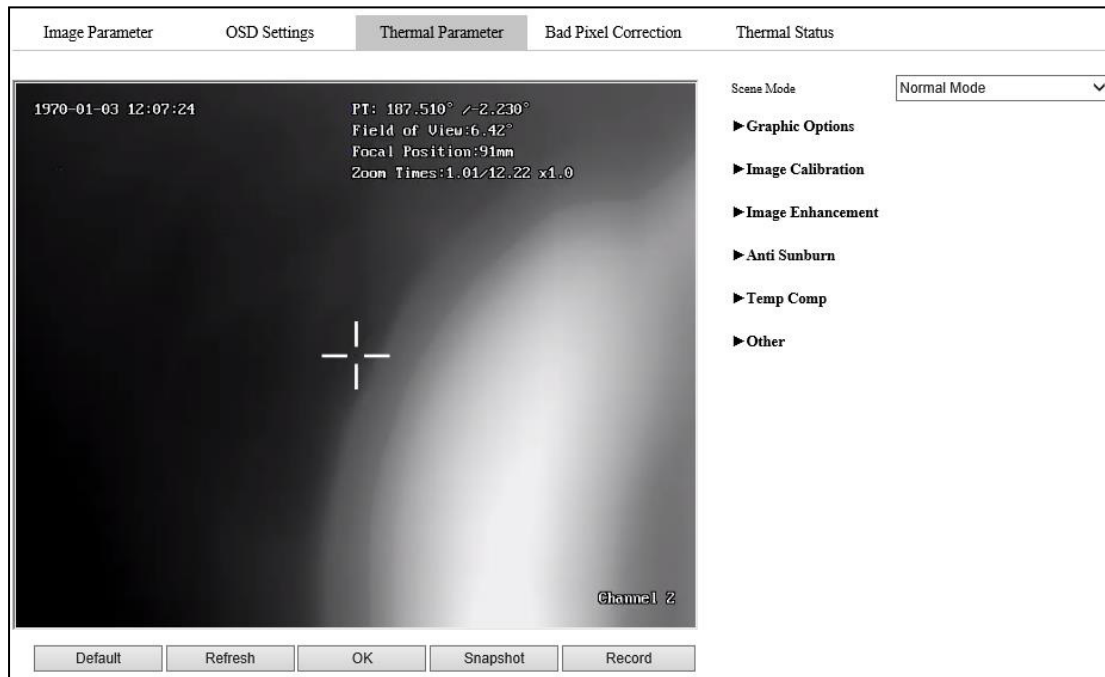 Image Parameter OSD Settings Thermal Parameter Bad Pixel Correction Thermal Status
1970-01-03 12:07:24
PT: 187.510° /-2.230°
Field of View:6.42°
Focal Position:91mm
Zoom Times:1.01/12.22 x1.0
Channel 2
Scene Mode Normal Mode
▶Graphic Options
▶Image Calibration
▶Image Enhancement
▶Anti Sunburn
▶Temp Comp
▶Other
Default Refresh OK Snapshot Record